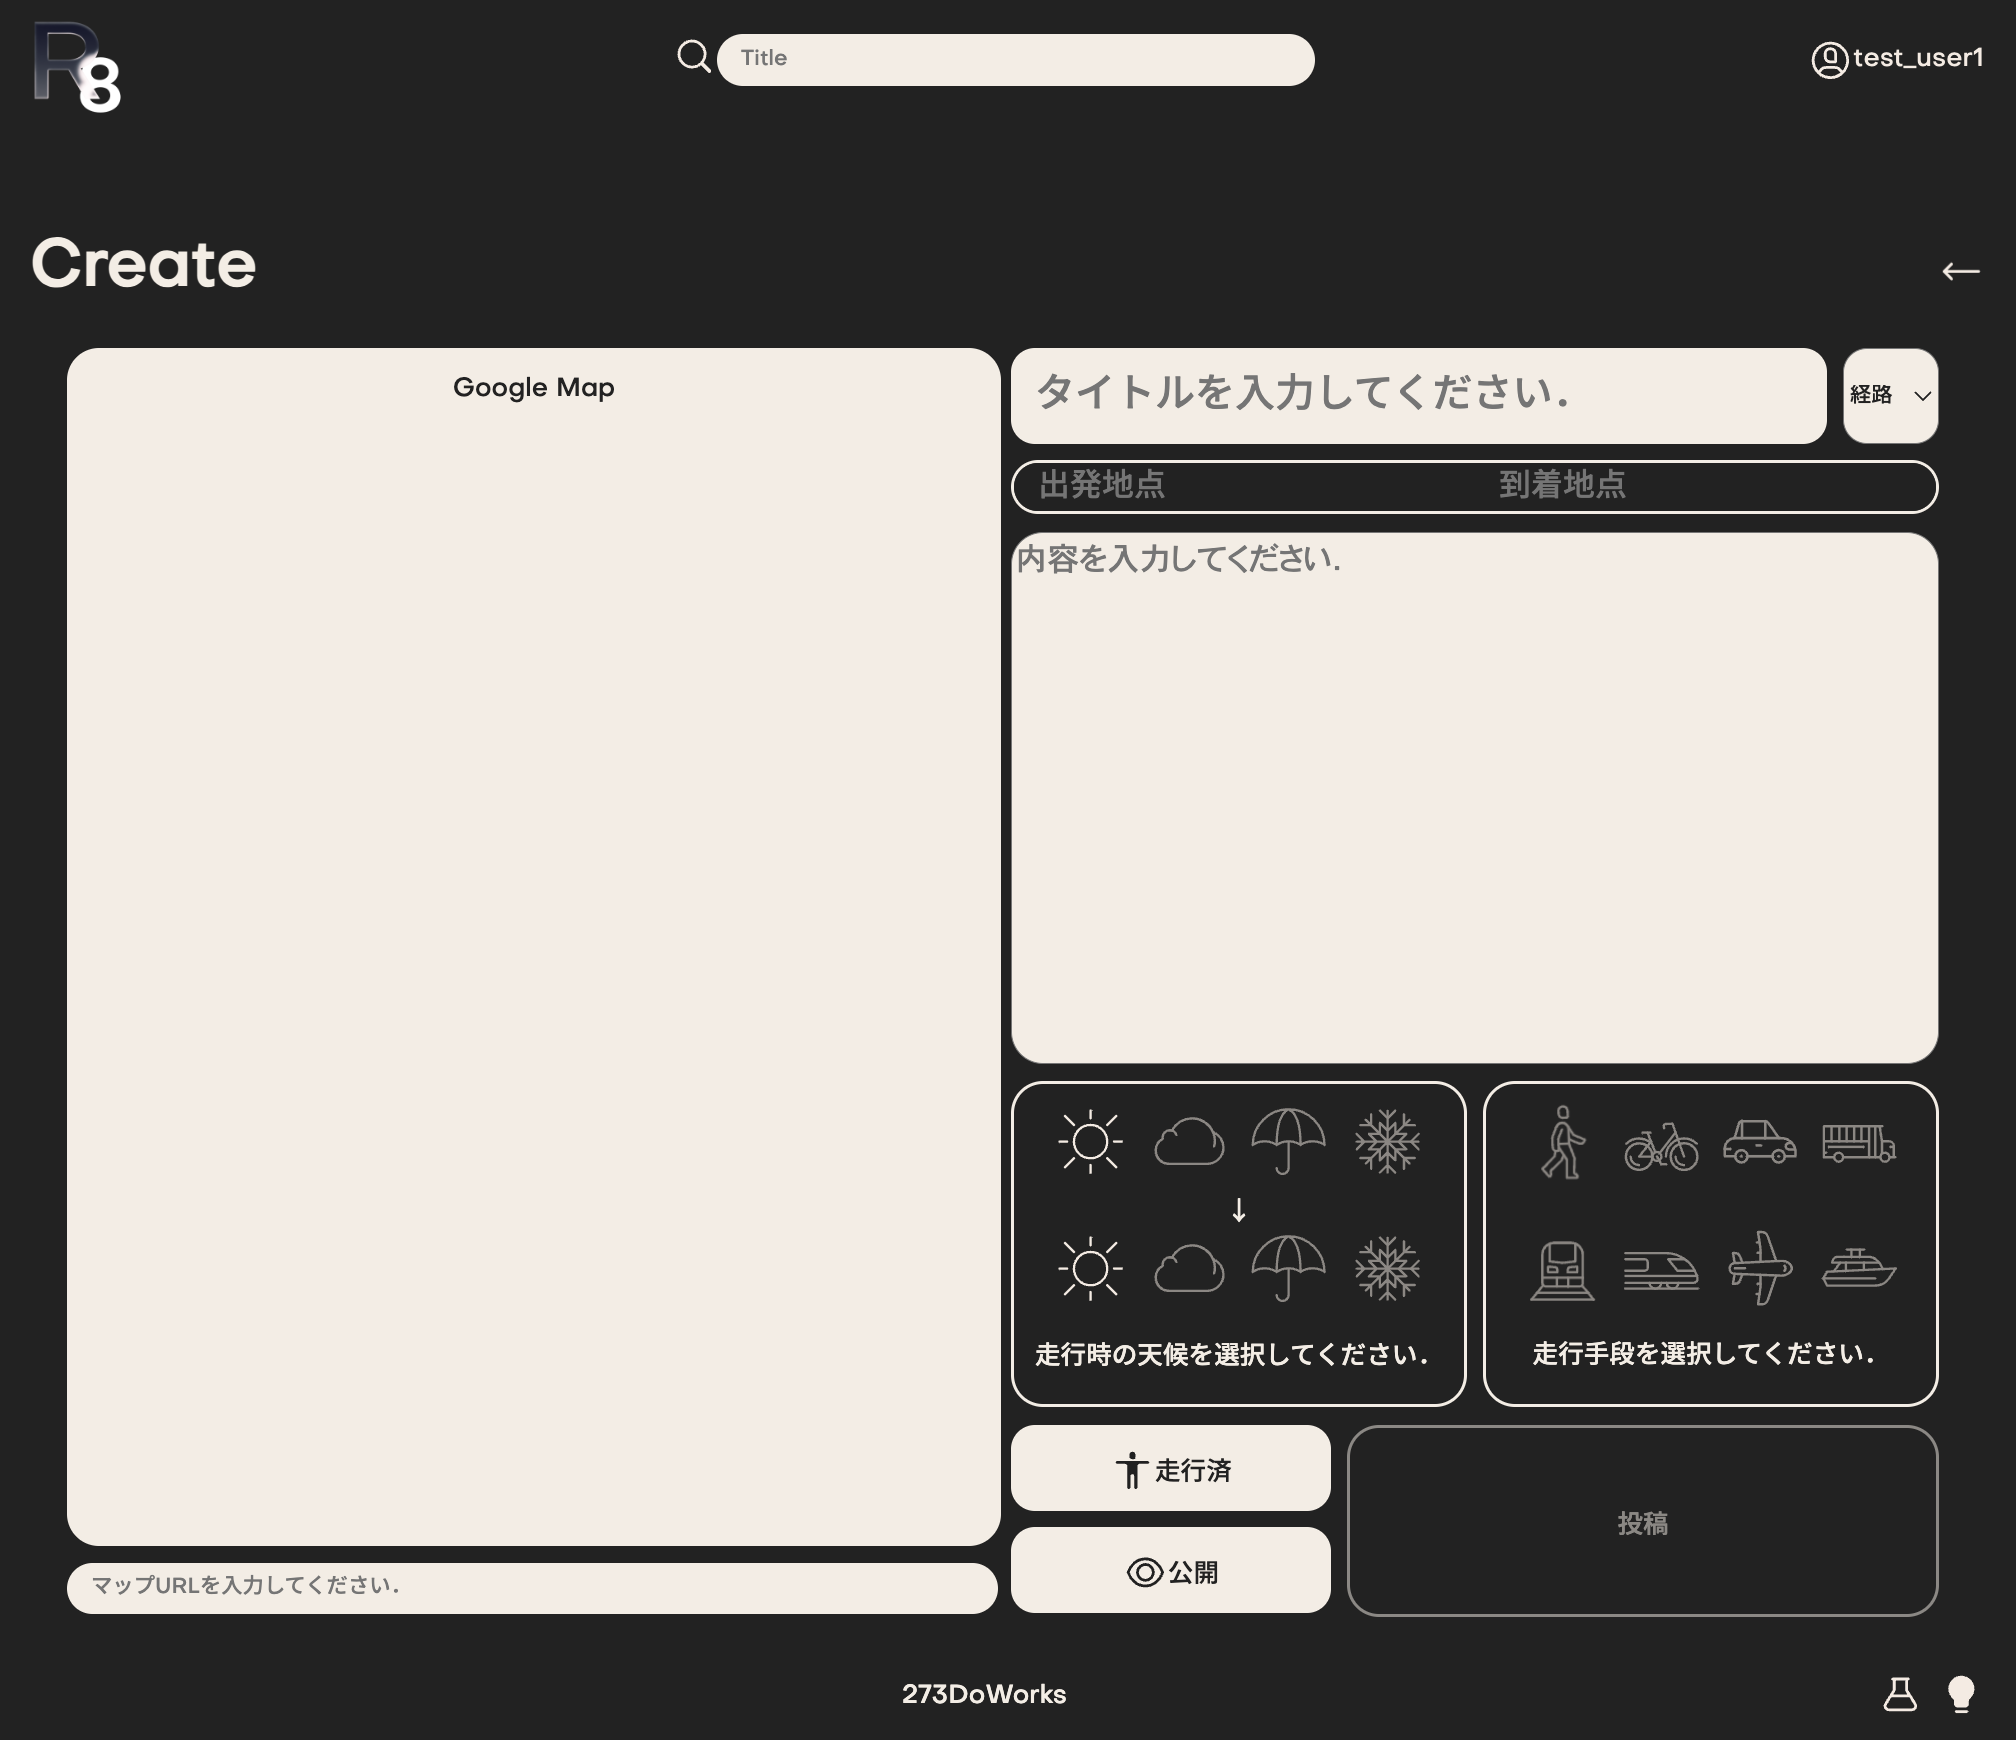 R8
Title
test_user1
Create
Google Map
タイトルを入力してください.
経路
出発地点
到着地点
内容を入力してください.
走行時の天候を選択してください.
走行手段を選択してください.
走行済
公開
投稿
マップURLを入力してください.
273DoWorks